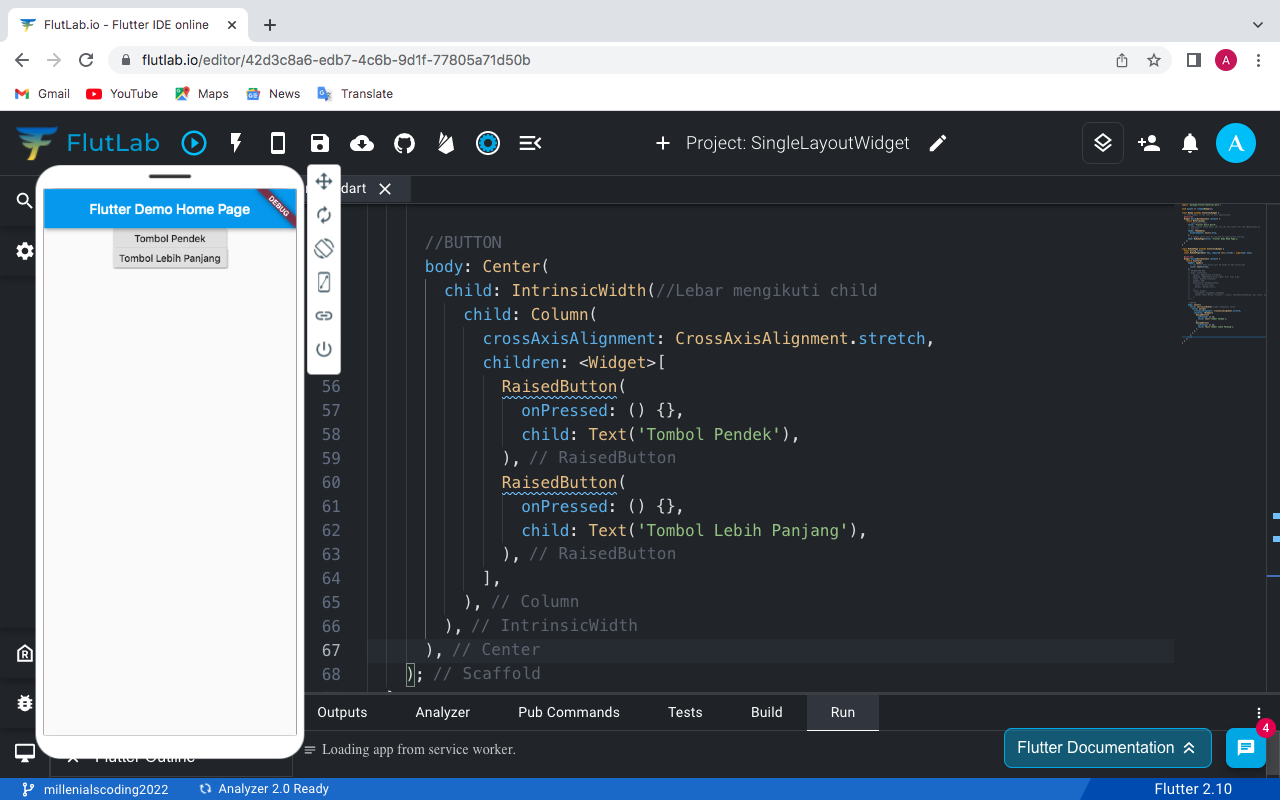 FlutLab.io - Flutter IDE online
flutlab.io/editor/42d3c8a6-edb7-4c6b-9d1f-77805a71d50b
A
Gmail
YouTube
Maps
News
Translate
FlutLab
Project: SingleLayoutWidget
A
dart
Flutter Demo Home Page
DEBUG
Tombol Pendek
Tombol Lebih Panjang
//BUTTON
body: Center(
child: IntrinsicWidth(//Lebar mengikuti child
child: Column(
crossAxisAlignment: CrossAxisAlignment.stretch,
children: <Widget>[
56 RaisedButton(
57 onPressed: () {},
58 child: Text('Tombol Pendek'),
59 ), // RaisedButton
60 RaisedButton(
61 onPressed: () {},
62 child: Text('Tombol Lebih Panjang'),
63 ), // RaisedButton
64 ],
65 ), // Column
66 ), // IntrinsicWidth
67 ), // Center
68 ); // Scaffold
Outputs
Analyzer
Pub Commands
Tests
Build
Run
Loading app from service worker.
Flutter Documentation
4
Flutter Outline
millenialscoding2022
Analyzer 2.0 Ready
Flutter 2.10